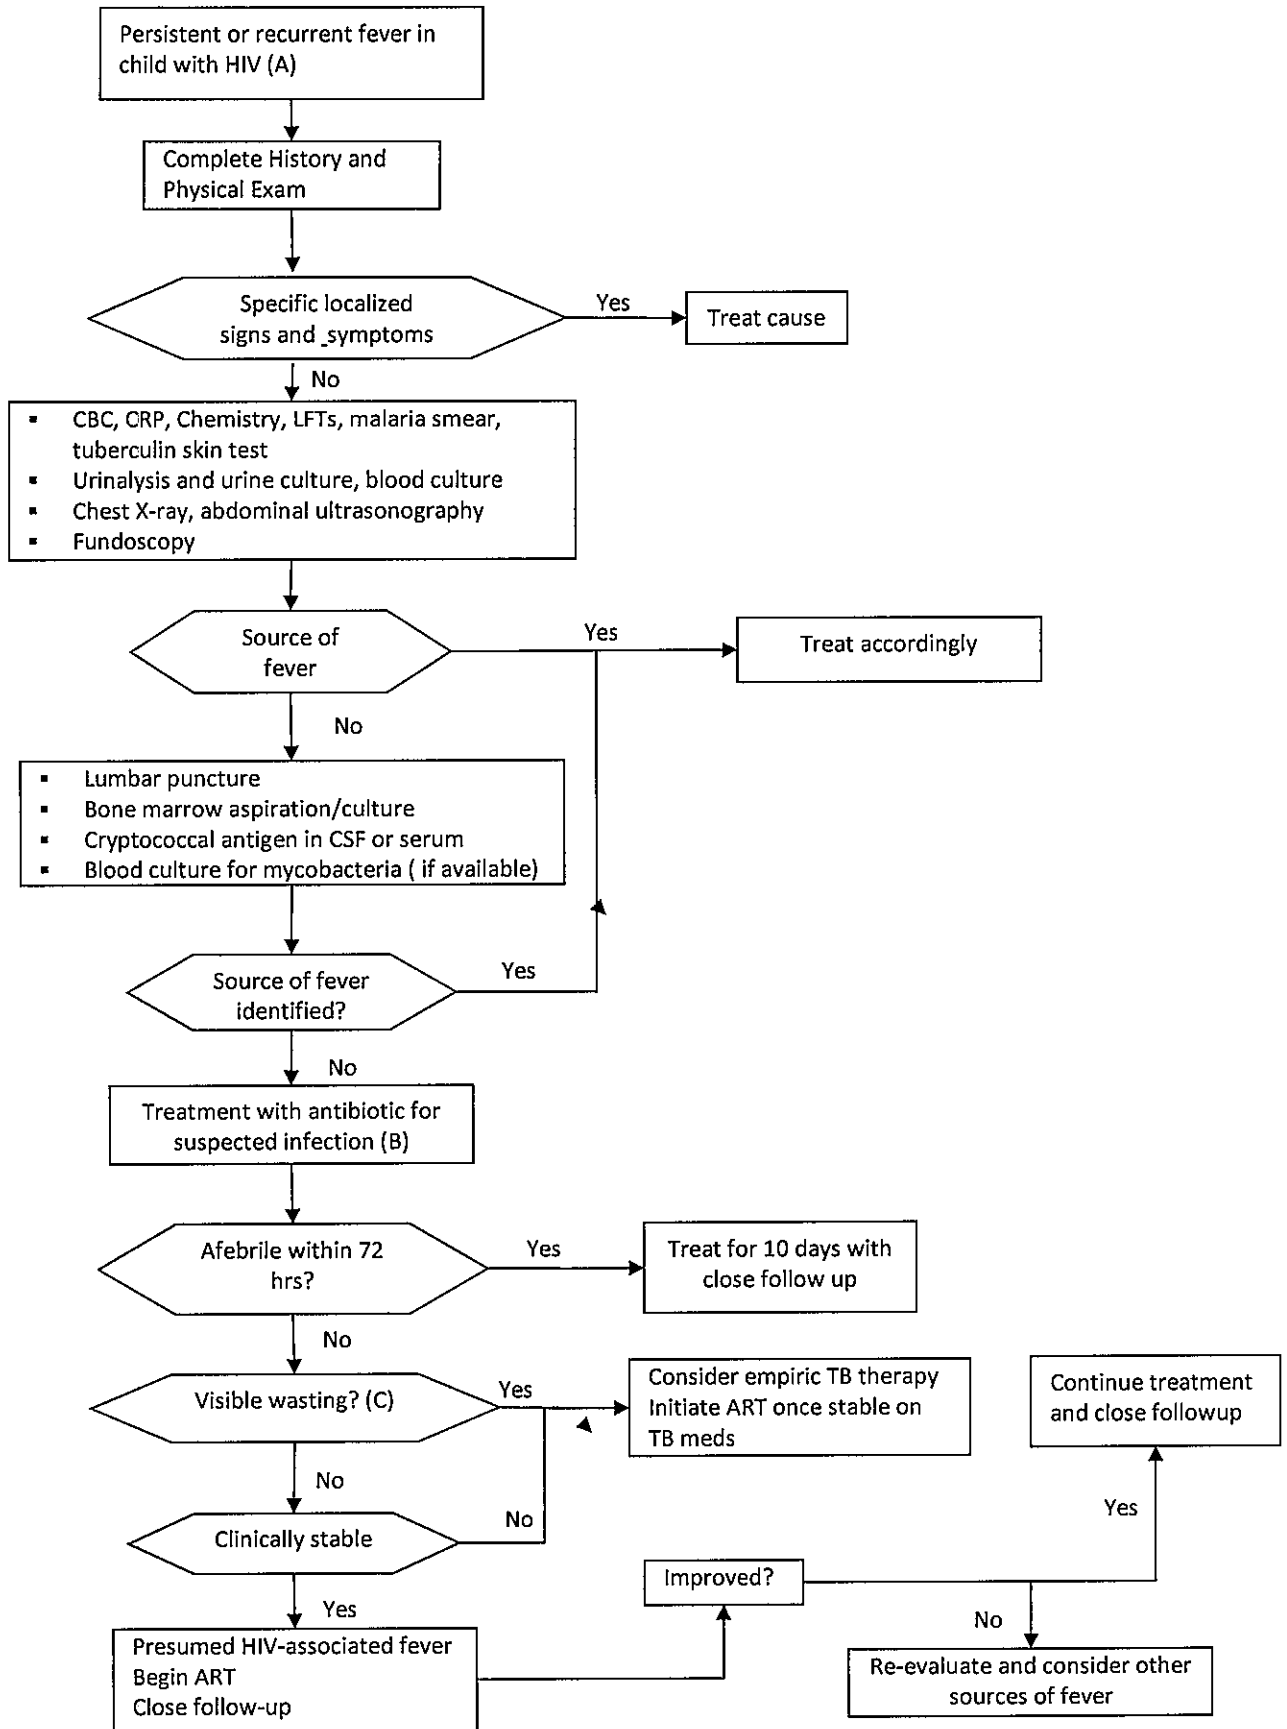 Persistent or recurrent fever in
child with HIV (A)
Complete History and
Physical Exam
Specific localized
signs and _symptoms
Yes
Treat cause
No
▪ CBC, CRP, Chemistry, LFTs, malaria smear,
tuberculin skin test
▪ Urinalysis and urine culture, blood culture
▪ Chest X-ray, abdominal ultrasonography
▪ Fundoscopy
Source of
fever
Yes
Treat accordingly
No
▪ Lumbar puncture
▪ Bone marrow aspiration/culture
▪ Cryptococcal antigen in CSF or serum
▪ Blood culture for mycobacteria ( if available)
Source of fever
identified?
Yes
No
Treatment with antibiotic for
suspected infection (B)
Afebrile within 72
hrs?
Yes
Treat for 10 days with
close follow up
No
Visible wasting? (C)
Yes
Consider empiric TB therapy
Initiate ART once stable on
TB meds
Continue treatment
and close followup
No
Clinically stable
No
Yes
Improved?
Yes
No
Presumed HIV-associated fever
Begin ART
Close follow-up
Re-evaluate and consider other
sources of fever